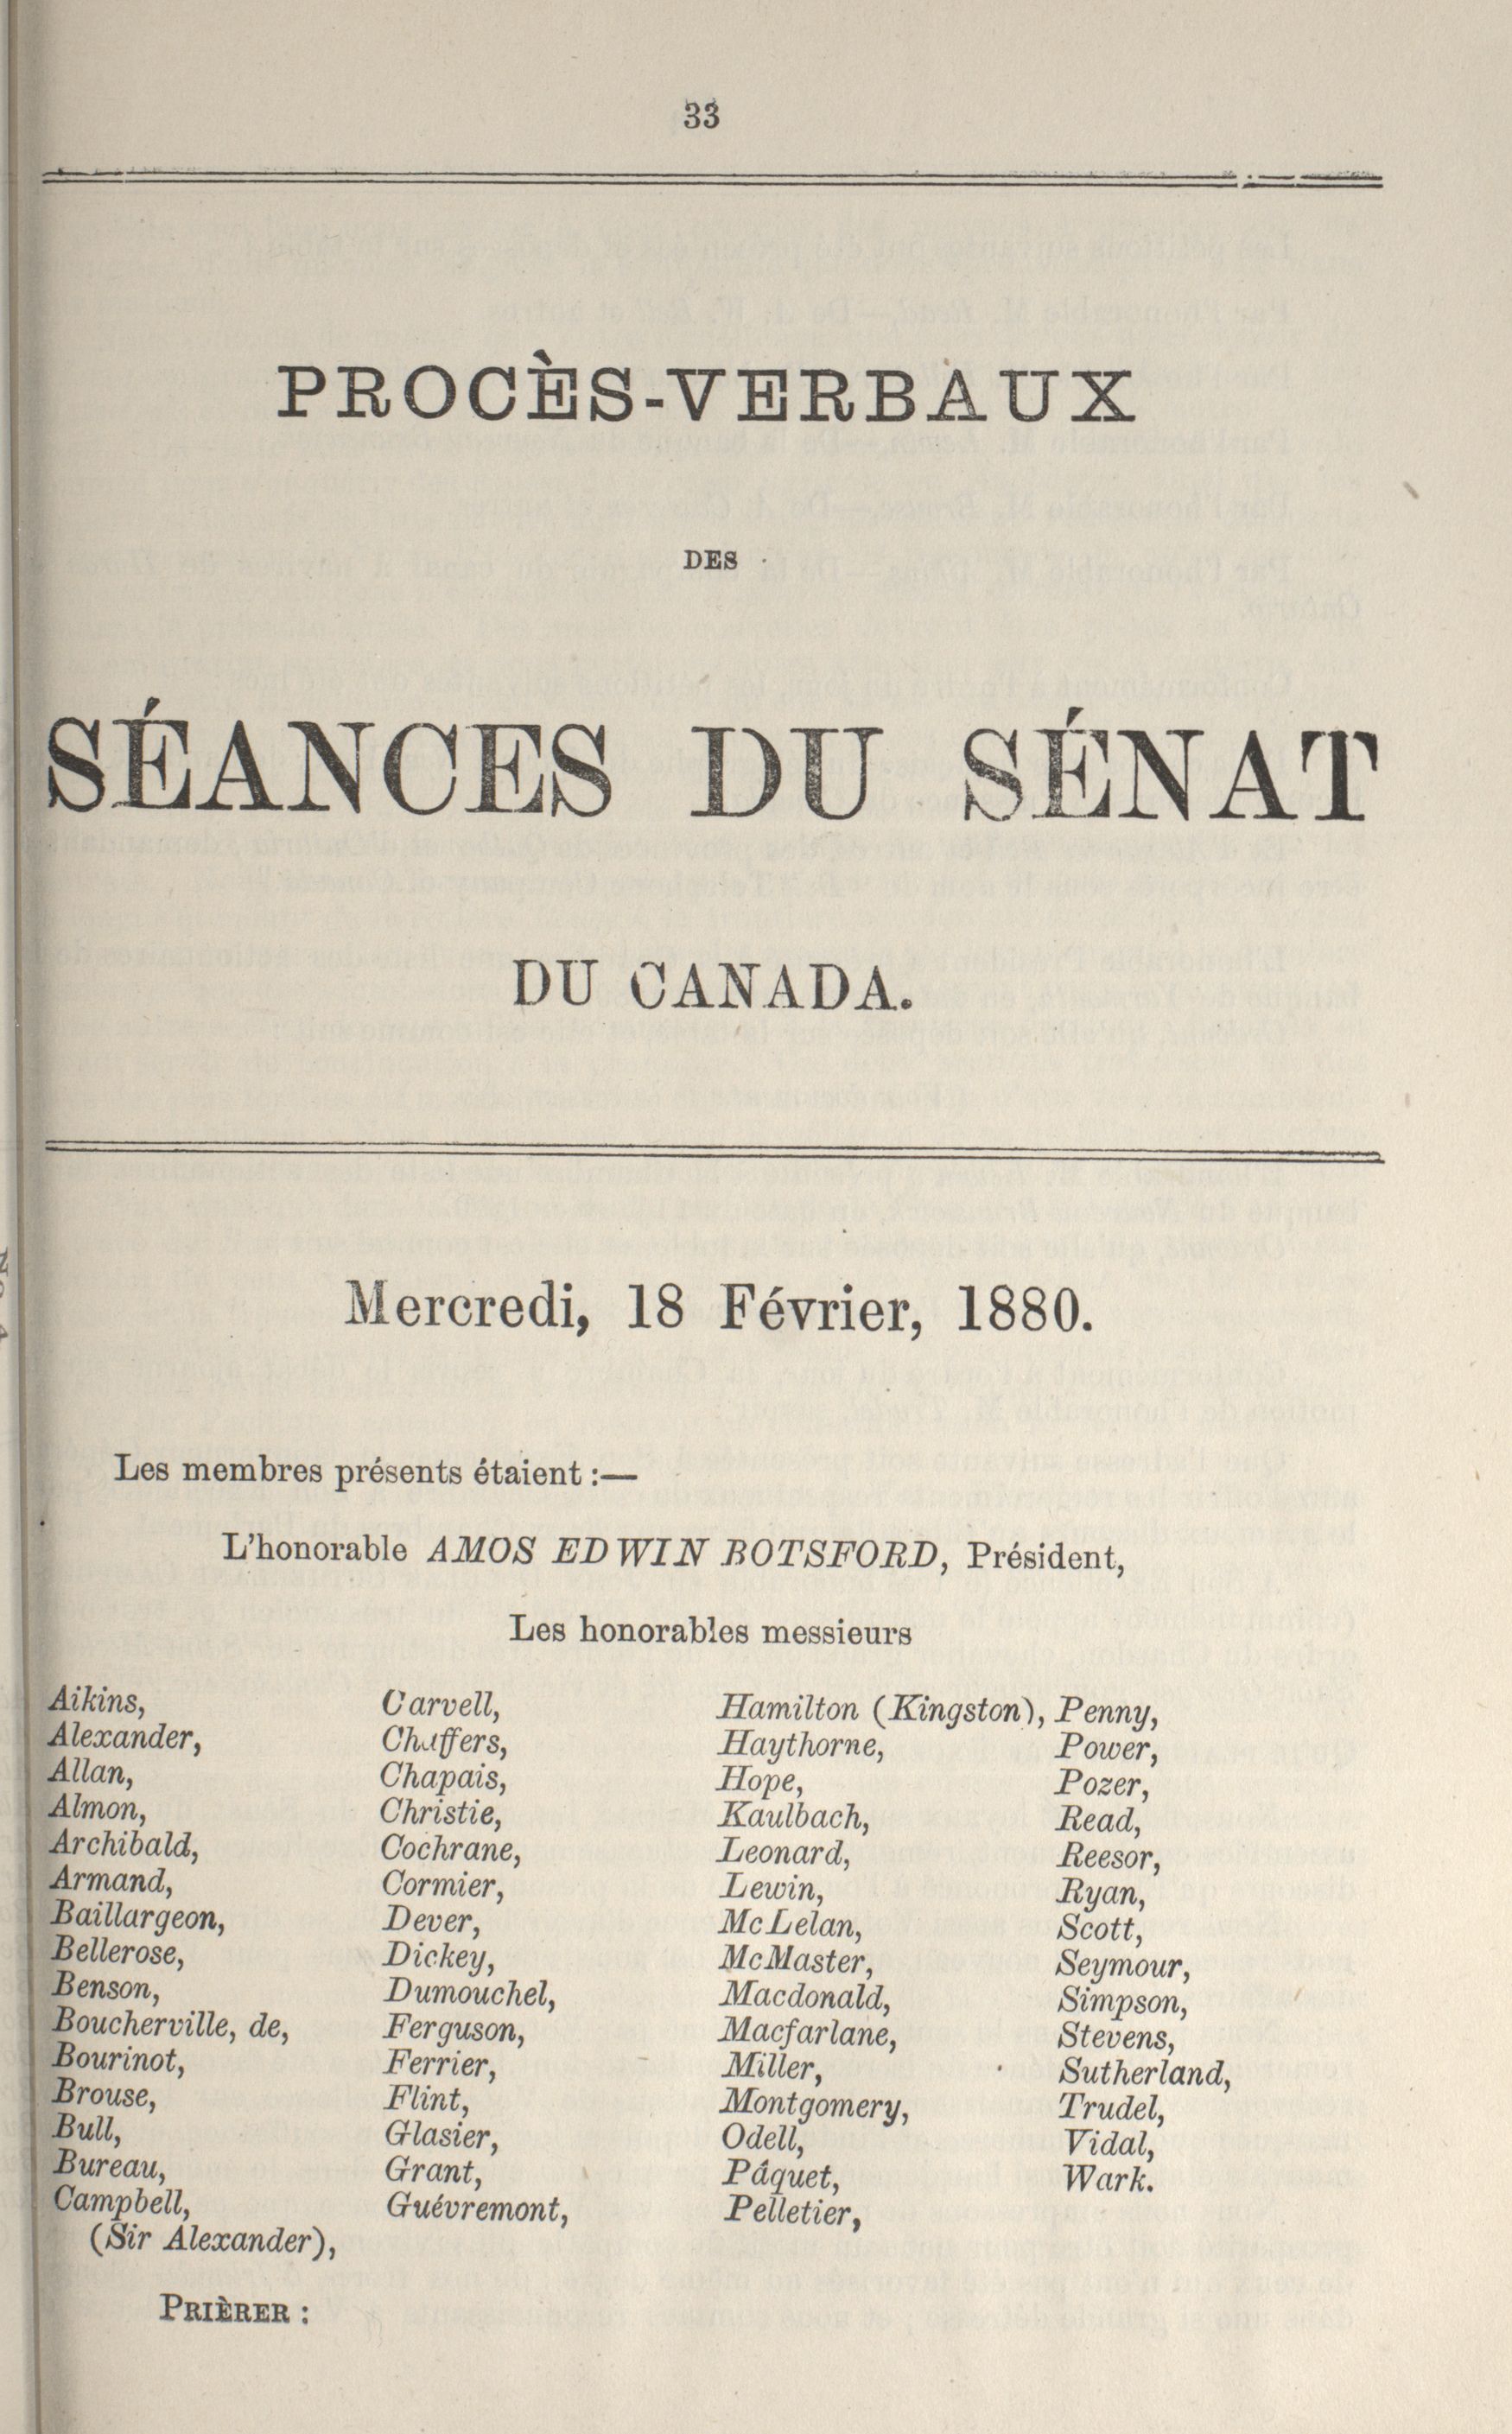 33
PROCÈS-VERBAUX
DES
SÉANCES DU SÉNAT
DU CANADA.
Mercredi, 18 Février, 1880.
Les membres présents étaient :—
L'honorable AMOS EDWIN BOTSFORD, Président,
Les honorables messieurs
Aikins,
Alexander,
Allan,
Almon,
Archibald,
Armand,
Baillargeon,
Bellerose,
Benson,
Boucherville, de,
Bourinot,
Brouse,
Bull,
Bureau,
Campbell,
(Sir Alexander),
Carvell,
Chaffers,
Chapais,
Christie,
Cochrane,
Cormier,
Dever,
Dickey,
Dumouchel,
Ferguson,
Ferrier,
Flint,
Glasier,
Grant,
Guévremont,
Hamilton (Kingston),
Haythorne,
Hope,
Kaulbach,
Leonard,
Lewin,
McLelan,
McMaster,
Macdonald,
Macfarlane,
Miller,
Montgomery,
Odell,
Pâquet,
Pelletier,
Penny,
Power,
Pozer,
Read,
Reesor,
Ryan,
Scott,
Seymour,
Simpson,
Stevens,
Sutherland,
Trudel,
Vidal,
Wark.
PRIÈRER :